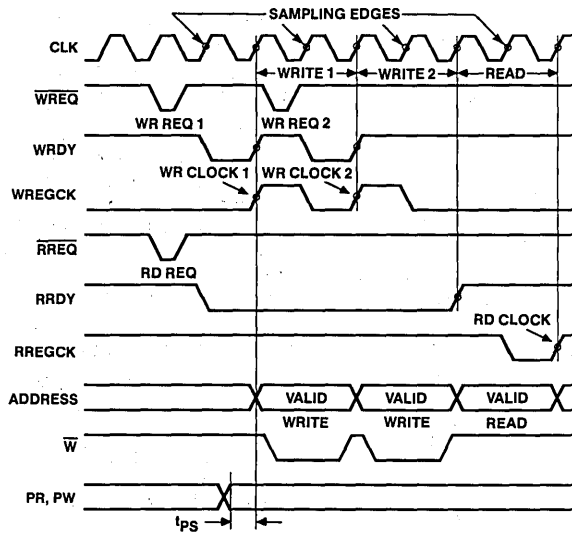 SAMPLING EDGES
CLK
WRITE 1 WRITE 2 READ
WREQ
WR REQ 1 WR REQ 2
WRDY
WR CLOCK 1 WR CLOCK 2
WREGCK
RREQ
RD REQ
RRDY
RD CLOCK
RREGCK
ADDRESS VALID VALID VALID
WRITE WRITE READ
W
PR, PW
tPS